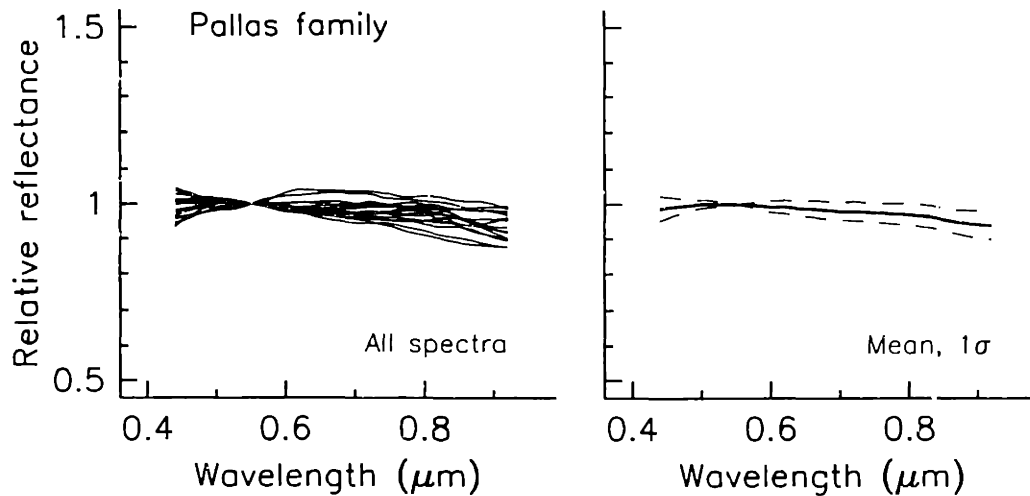 Pallas family
1.5
1
0.5
Relative reflectance
All spectra
0.4 0.6 0.8
Wavelength (μm)
Mean, 1σ
0.4 0.6 0.8
Wavelength (μm)